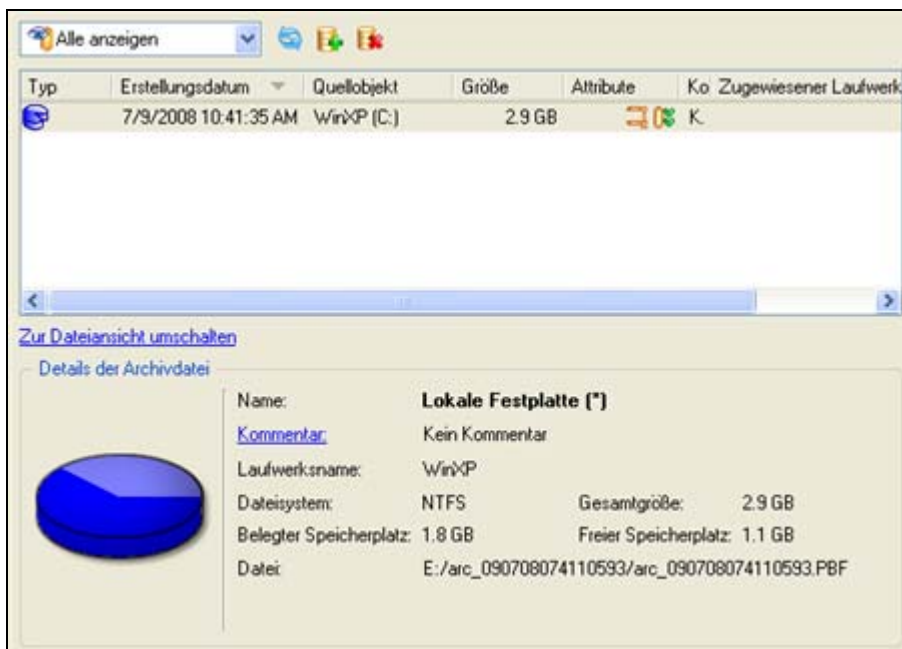 Alle anzeigen
Typ Erstellungsdatum Quellobjekt Größe Attribute Ko Zugewiesener Laufwerk
7/9/2008 10:41:35 AM WinXP (C:) 2.9 GB K.
Zur Dateiansicht umschalten
Details der Archivdatei
Name: Lokale Festplatte (*)
Kommentar: Kein Kommentar
Laufwerksname: WinXP
Dateisystem: NTFS Gesamtgröße: 2.9 GB
Belegter Speicherplatz: 1.8 GB Freier Speicherplatz: 1.1 GB
Datei: E:/arc_090708074110593/arc_090708074110593.PBF